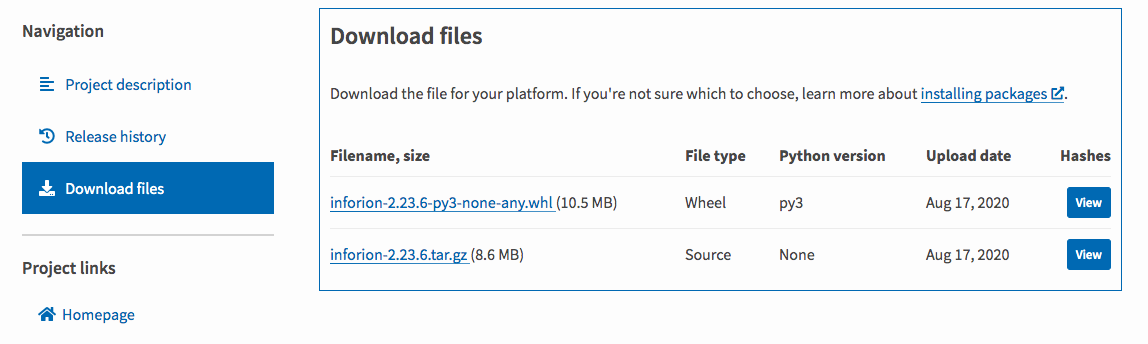 Navigation
Project description
Release history
Download files
Project links
Homepage
Download files
Download the file for your platform. If you're not sure which to choose, learn more about installing packages.
Filename, size File type Python version Upload date Hashes
inforion-2.23.6-py3-none-any.whl (10.5 MB) Wheel py3 Aug 17, 2020 View
inforion-2.23.6.tar.gz (8.6 MB) Source None Aug 17, 2020 View